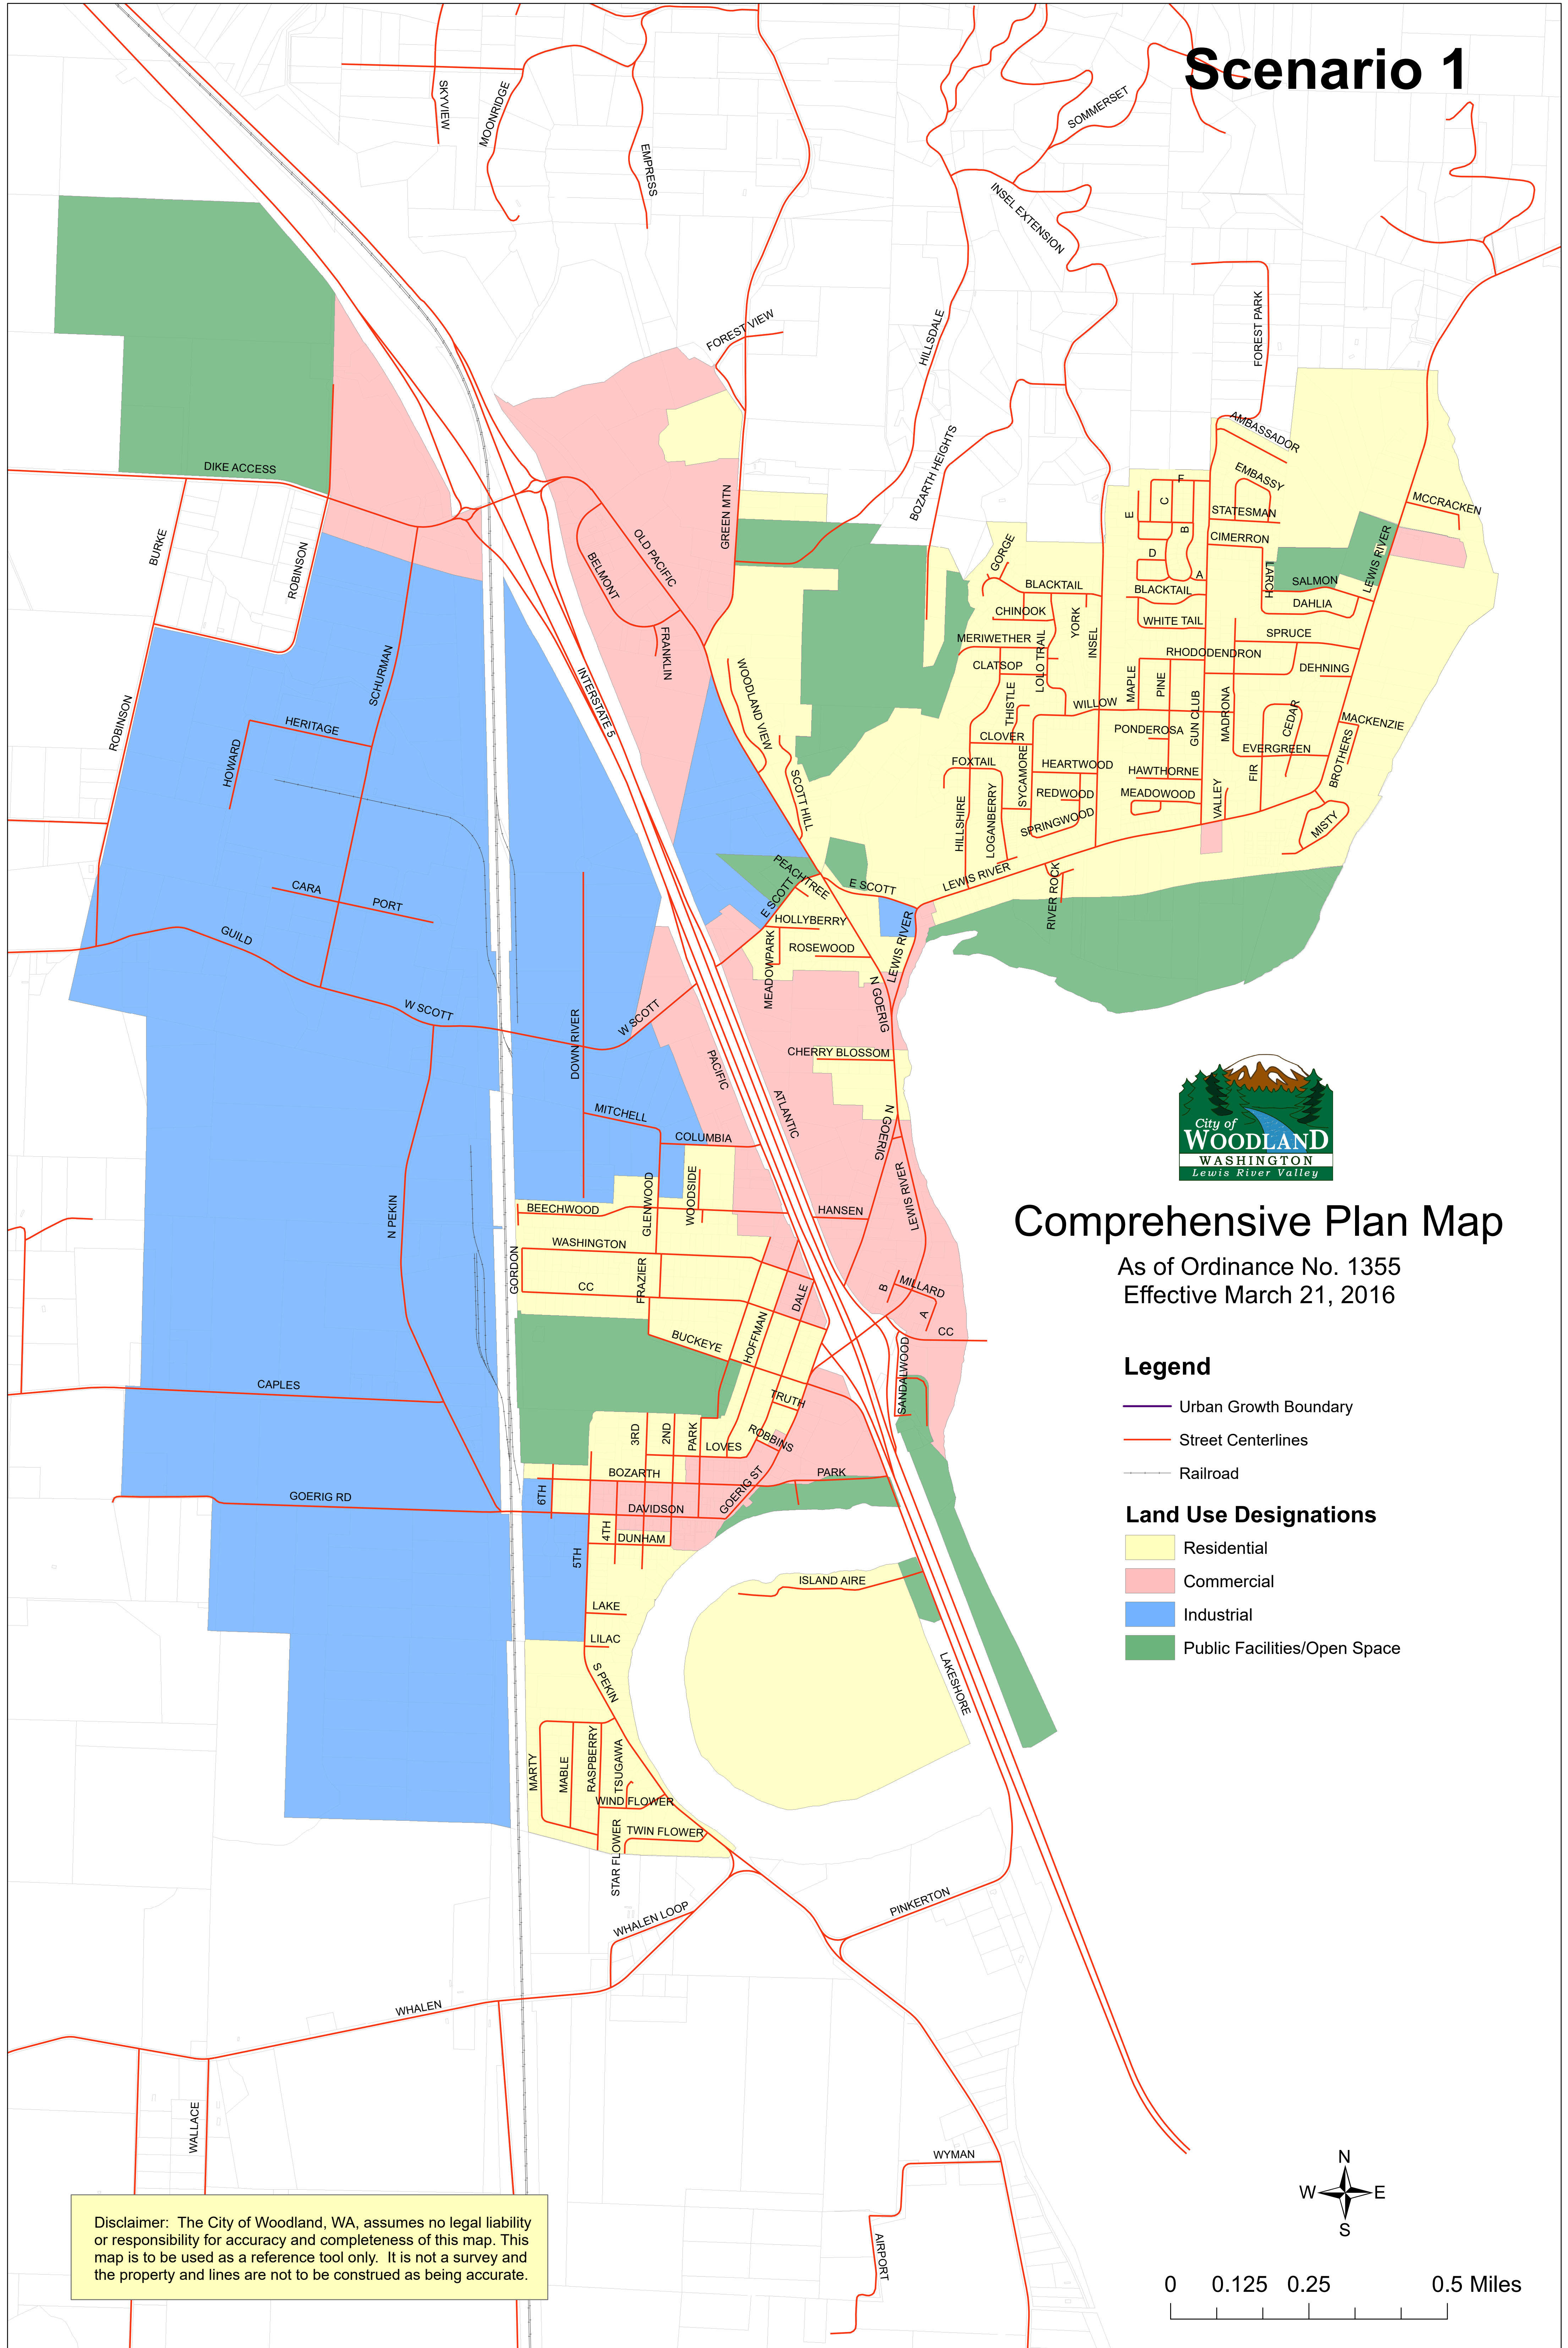 Scenario 1
SKYVIEW
MOONRIDGE
EMPRESS
SOMMERSET
INSEL EXTENSION
FOREST VIEW
HILLSDALE
FOREST PARK
BOZARTH HEIGHTS
AMBASSADOR
EMBASSY
STATESMAN
CIMERRON
F
C
E
B
D
A
MCCRACKEN
LEWIS RIVER
LARCH
SALMON
DAHLIA
DIKE ACCESS
BURKE
ROBINSON
ROBINSON
GREEN MTN
OLD PACIFIC
BELMONT
FRANKLIN
INTERSTATE 5
GORGE
BLACKTAIL
CHINOOK
YORK
INSEL
BLACKTAIL
WHITE TAIL
MERIWETHER
LOLO TRAIL
CLATSOP
SPRUCE
RHODODENDRON
DEHNING
MAPLE
PINE
GUN CLUB
MADRONA
THISTLE
WILLOW
CLOVER
PONDEROSA
CEDAR
MACKENZIE
EVERGREEN
BROTHERS
FOXTAIL
SYCAMORE
HEARTWOOD
HAWTHORNE
FIR
REDWOOD
MEADOWOOD
VALLEY
HILLSHIRE
LOGANBERRY
SPRINGWOOD
MISTY
LEWIS RIVER
RIVER ROCK
SCHURMAN
HERITAGE
HOWARD
WOODLAND VIEW
SCOTT HILL
CARA
PORT
GUILD
W SCOTT
W SCOTT
DOWN RIVER
PEACHTREE
E SCOTT
E SCOTT
HOLLYBERRY
ROSEWOOD
MEADOWPARK
LEWIS RIVER
N GOERIG
CHERRY BLOSSOM
PACIFIC
ATLANTIC
N GOERIG
LEWIS RIVER
MITCHELL
COLUMBIA
WOODSIDE
GLENWOOD
BEECHWOOD
HANSEN
N PEKIN
WASHINGTON
GORDON
CC
FRAZIER
DALE
HOFFMAN
BUCKEYE
B
MILLARD
A
CC
SANDALWOOD
CAPLES
TRUTH
3RD
2ND
PARK
LOVES
ROBBINS
BOZARTH
PARK
GOERIG ST
6TH
GOERIG RD
DAVIDSON
4TH
DUNHAM
5TH
ISLAND AIRE
LAKE
LILAC
S PEKIN
LAKESHORE
MARTY
MABLE
RASPBERRY
TSUGAWA
WIND FLOWER
TWIN FLOWER
STAR FLOWER
WHALEN LOOP
PINKERTON
WHALEN
WALLACE
WYMAN
AIRPORT
City of
WOODLAND
WASHINGTON
Lewis River Valley
Comprehensive Plan Map
As of Ordinance No. 1355
Effective March 21, 2016
Legend
Urban Growth Boundary
Street Centerlines
Railroad
Land Use Designations
Residential
Commercial
Industrial
Public Facilities/Open Space
N
W E
S
0 0.125 0.25 0.5 Miles
Disclaimer: The City of Woodland, WA, assumes no legal liability
or responsibility for accuracy and completeness of this map. This
map is to be used as a reference tool only. It is not a survey and
the property and lines are not to be construed as being accurate.